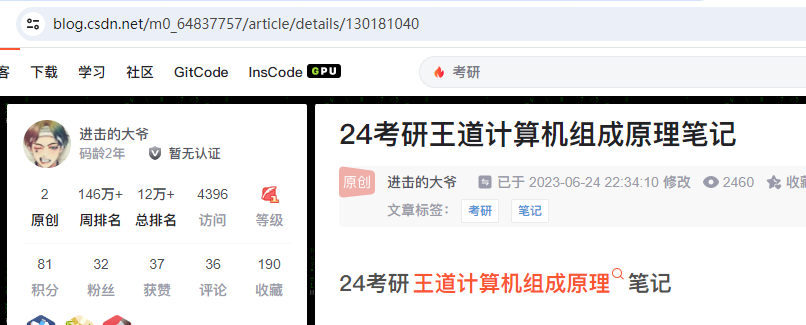 blog.csdn.net/m0_64837757/article/details/130181040
客 下载 学习 社区 GitCode InsCode GPU 考研
进击的大爷
码龄2年 暂无认证
2 146万+ 12万+ 4396
原创 周排名 总排名 访问 等级
81 32 37 36 190
积分 粉丝 获赞 评论 收藏
24考研王道计算机组成原理笔记
原创 进击的大爷 已于 2023-06-24 22:34:10 修改 2460 收藏
文章标签： 考研 笔记
24考研 王道计算机组成原理 笔记